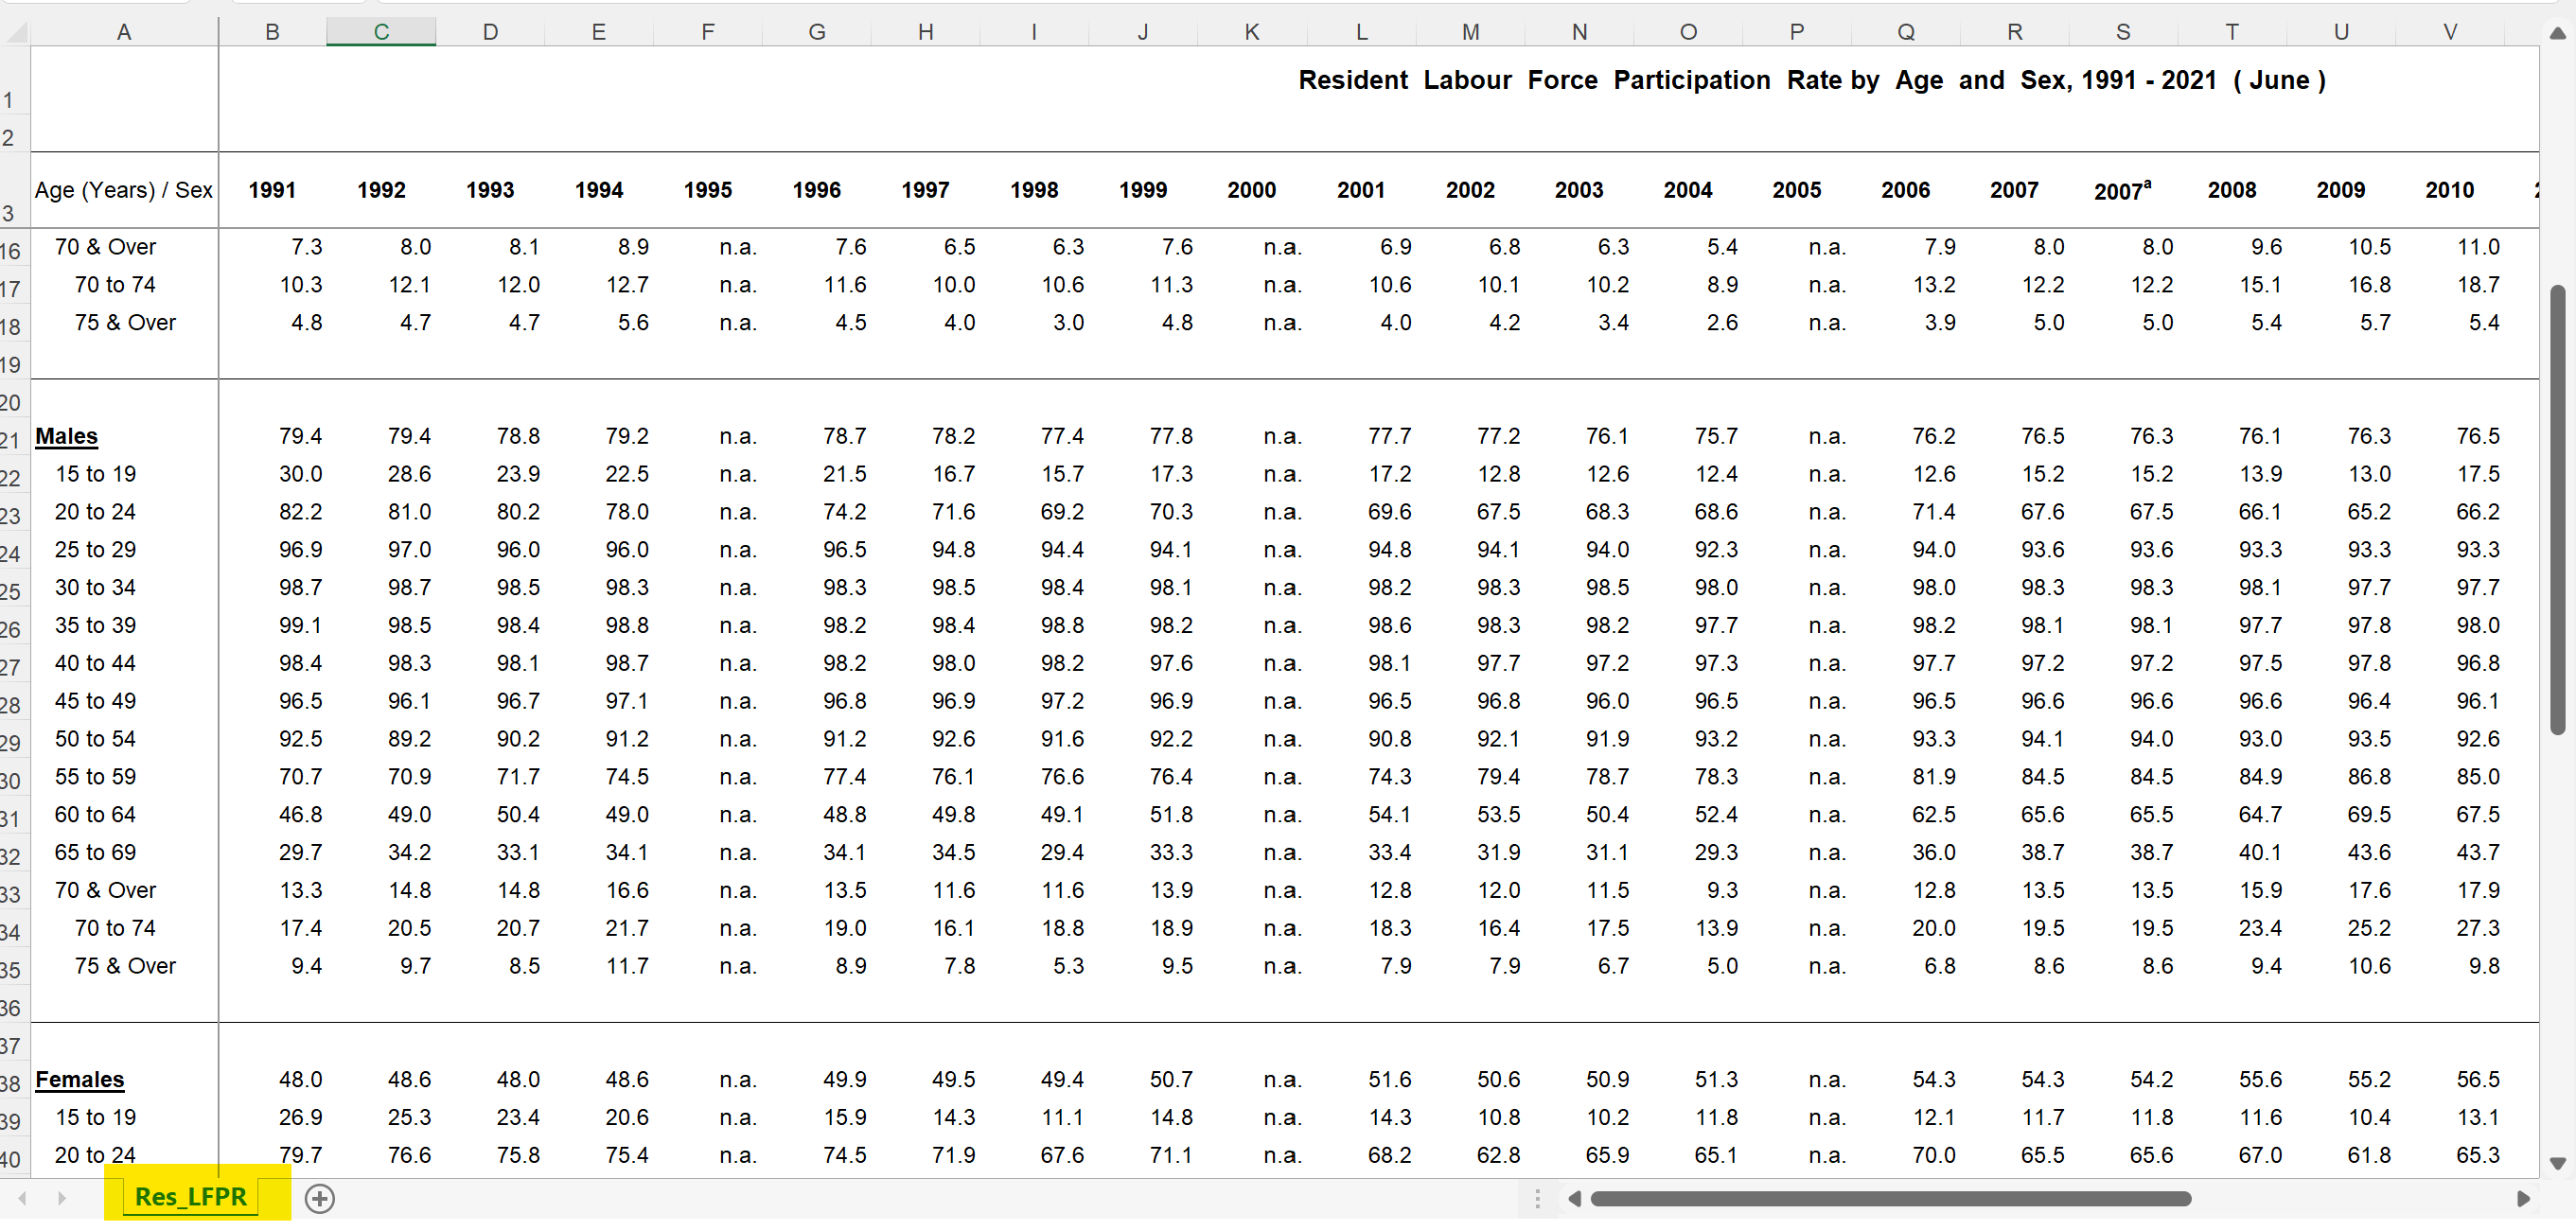 A B C D E F G H I J K L M N O P Q R S T U V
1 Resident Labour Force Participation Rate by Age and Sex, 1991 - 2021 ( June )
2
3 Age (Years) / Sex 1991 1992 1993 1994 1995 1996 1997 1998 1999 2000 2001 2002 2003 2004 2005 2006 2007 2007ª 2008 2009 2010
16 70 & Over 7.3 8.0 8.1 8.9 n.a. 7.6 6.5 6.3 7.6 n.a. 6.9 6.8 6.3 5.4 n.a. 7.9 8.0 8.0 9.6 10.5 11.0
17 70 to 74 10.3 12.1 12.0 12.7 n.a. 11.6 10.0 10.6 11.3 n.a. 10.6 10.1 10.2 8.9 n.a. 13.2 12.2 12.2 15.1 16.8 18.7
18 75 & Over 4.8 4.7 4.7 5.6 n.a. 4.5 4.0 3.0 4.8 n.a. 4.0 4.2 3.4 2.6 n.a. 3.9 5.0 5.0 5.4 5.7 5.4
19
20
21 Males 79.4 79.4 78.8 79.2 n.a. 78.7 78.2 77.4 77.8 n.a. 77.7 77.2 76.1 75.7 n.a. 76.2 76.5 76.3 76.1 76.3 76.5
22 15 to 19 30.0 28.6 23.9 22.5 n.a. 21.5 16.7 15.7 17.3 n.a. 17.2 12.8 12.6 12.4 n.a. 12.6 15.2 15.2 13.9 13.0 17.5
23 20 to 24 82.2 81.0 80.2 78.0 n.a. 74.2 71.6 69.2 70.3 n.a. 69.6 67.5 68.3 68.6 n.a. 71.4 67.6 67.5 66.1 65.2 66.2
24 25 to 29 96.9 97.0 96.0 96.0 n.a. 96.5 94.8 94.4 94.1 n.a. 94.8 94.1 94.0 92.3 n.a. 94.0 93.6 93.6 93.3 93.3 93.3
25 30 to 34 98.7 98.7 98.5 98.3 n.a. 98.3 98.5 98.4 98.1 n.a. 98.2 98.3 98.5 98.0 n.a. 98.0 98.3 98.3 98.1 97.7 97.7
26 35 to 39 99.1 98.5 98.4 98.8 n.a. 98.2 98.4 98.8 98.2 n.a. 98.6 98.3 98.2 97.7 n.a. 98.2 98.1 98.1 97.7 97.8 98.0
27 40 to 44 98.4 98.3 98.1 98.7 n.a. 98.2 98.0 98.2 97.6 n.a. 98.1 97.7 97.2 97.3 n.a. 97.7 97.2 97.2 97.5 97.8 96.8
28 45 to 49 96.5 96.1 96.7 97.1 n.a. 96.8 96.9 97.2 96.9 n.a. 96.5 96.8 96.0 96.5 n.a. 96.5 96.6 96.6 96.6 96.4 96.1
29 50 to 54 92.5 89.2 90.2 91.2 n.a. 91.2 92.6 91.6 92.2 n.a. 90.8 92.1 91.9 93.2 n.a. 93.3 94.1 94.0 93.0 93.5 92.6
30 55 to 59 70.7 70.9 71.7 74.5 n.a. 77.4 76.1 76.6 76.4 n.a. 74.3 79.4 78.7 78.3 n.a. 81.9 84.5 84.5 84.9 86.8 85.0
31 60 to 64 46.8 49.0 50.4 49.0 n.a. 48.8 49.8 49.1 51.8 n.a. 54.1 53.5 50.4 52.4 n.a. 62.5 65.6 65.5 64.7 69.5 67.5
32 65 to 69 29.7 34.2 33.1 34.1 n.a. 34.1 34.5 29.4 33.3 n.a. 33.4 31.9 31.1 29.3 n.a. 36.0 38.7 38.7 40.1 43.6 43.7
33 70 & Over 13.3 14.8 14.8 16.6 n.a. 13.5 11.6 11.6 13.9 n.a. 12.8 12.0 11.5 9.3 n.a. 12.8 13.5 13.5 15.9 17.6 17.9
34 70 to 74 17.4 20.5 20.7 21.7 n.a. 19.0 16.1 18.8 18.9 n.a. 18.3 16.4 17.5 13.9 n.a. 20.0 19.5 19.5 23.4 25.2 27.3
35 75 & Over 9.4 9.7 8.5 11.7 n.a. 8.9 7.8 5.3 9.5 n.a. 7.9 7.9 6.7 5.0 n.a. 6.8 8.6 8.6 9.4 10.6 9.8
36
37
38 Females 48.0 48.6 48.0 48.6 n.a. 49.9 49.5 49.4 50.7 n.a. 51.6 50.6 50.9 51.3 n.a. 54.3 54.3 54.2 55.6 55.2 56.5
39 15 to 19 26.9 25.3 23.4 20.6 n.a. 15.9 14.3 11.1 14.8 n.a. 14.3 10.8 10.2 11.8 n.a. 12.1 11.7 11.8 11.6 10.4 13.1
40 20 to 24 79.7 76.6 75.8 75.4 n.a. 74.5 71.9 67.6 71.1 n.a. 68.2 62.8 65.9 65.1 n.a. 70.0 65.5 65.6 67.0 61.8 65.3
Res_LFPR